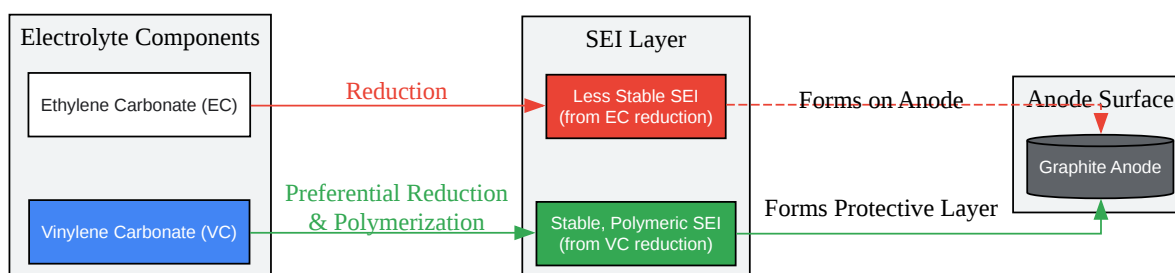 Electrolyte Components
Ethylene Carbonate (EC)
Vinylene Carbonate (VC)
Reduction
Preferential Reduction
& Polymerization
SEI Layer
Less Stable SEI
(from EC reduction)
Stable, Polymeric SEI
(from VC reduction)
Forms on Anode
Forms Protective Layer
Anode Surface
Graphite Anode